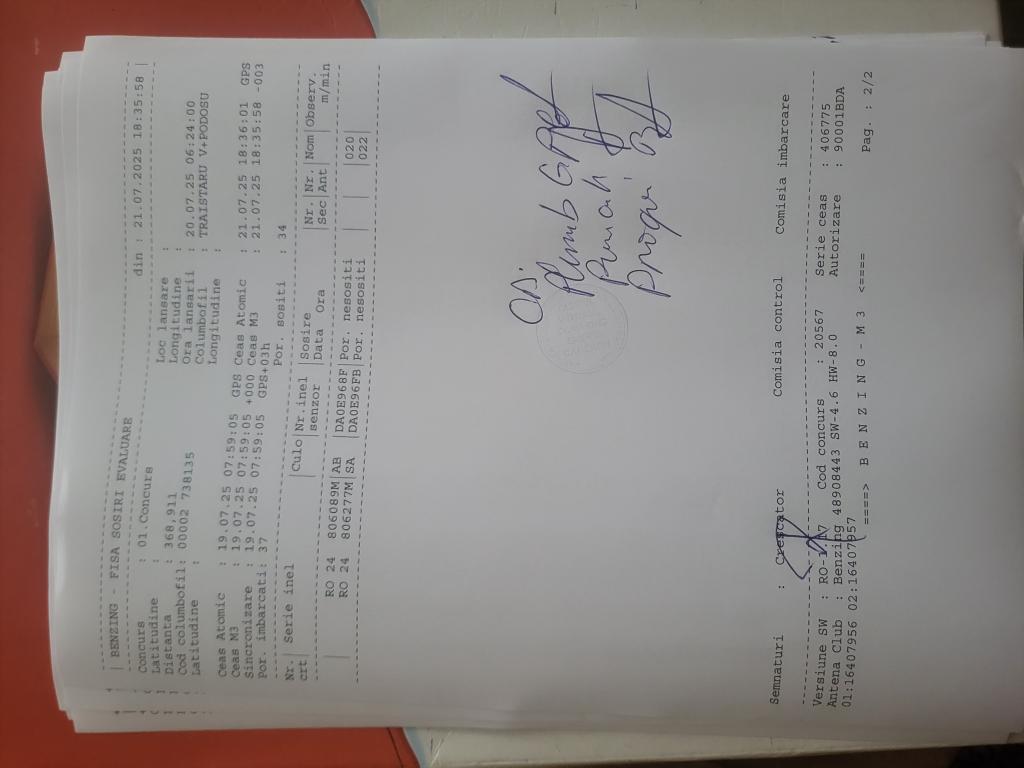 | BENZING - FISA SOSIRI EVALUARE din : 21.07.2025 18:35:58 |
Concurs : 01.Concurs Loc lansare :
Latitudine : Longitudine :
Distanta : 368,911 Ora lansarii : 20.07.25 06:24:00
Cod columbofil: 00002 738135 Columbofil : TRAISTARU V+PODOSU
Latitudine : Longitudine :
Ceas Atomic : 19.07.25 07:59:05 GPS Ceas Atomic : 21.07.25 18:36:01 GPS
Ceas M3 : 19.07.25 07:59:05 +000 Ceas M3 : 21.07.25 18:35:58 -003
Sincronizare : 19.07.25 07:59:05 GPS+03h
Por. imbarcati: 37 Por. sositi : 34
Nr.| Serie inel |Culo|Nr.inel |Sosire |Nr.|Nr.|Nom|Observ.
crt| | |senzor |Data Ora |Sec|Ant| | m/min
| RO 24 806089M|AB |DA0E968F|Por. nesositi | | |020|
| RO 24 806277M|SA |DA0E96FB|Por. nesositi | | |022|
Semnaturi : Crescator Comisia control Comisia imbarcare
Versiune SW : RO-1.17 Cod concurs : 20567 Serie ceas : 406775
Antena Club : Benzing 48908443 SW-4.6 HW-8.0 Autorizare : 90001BDA
01:16407956 02:16407957
====> B E N Z I N G - M 3 <====
Pag. : 2/2